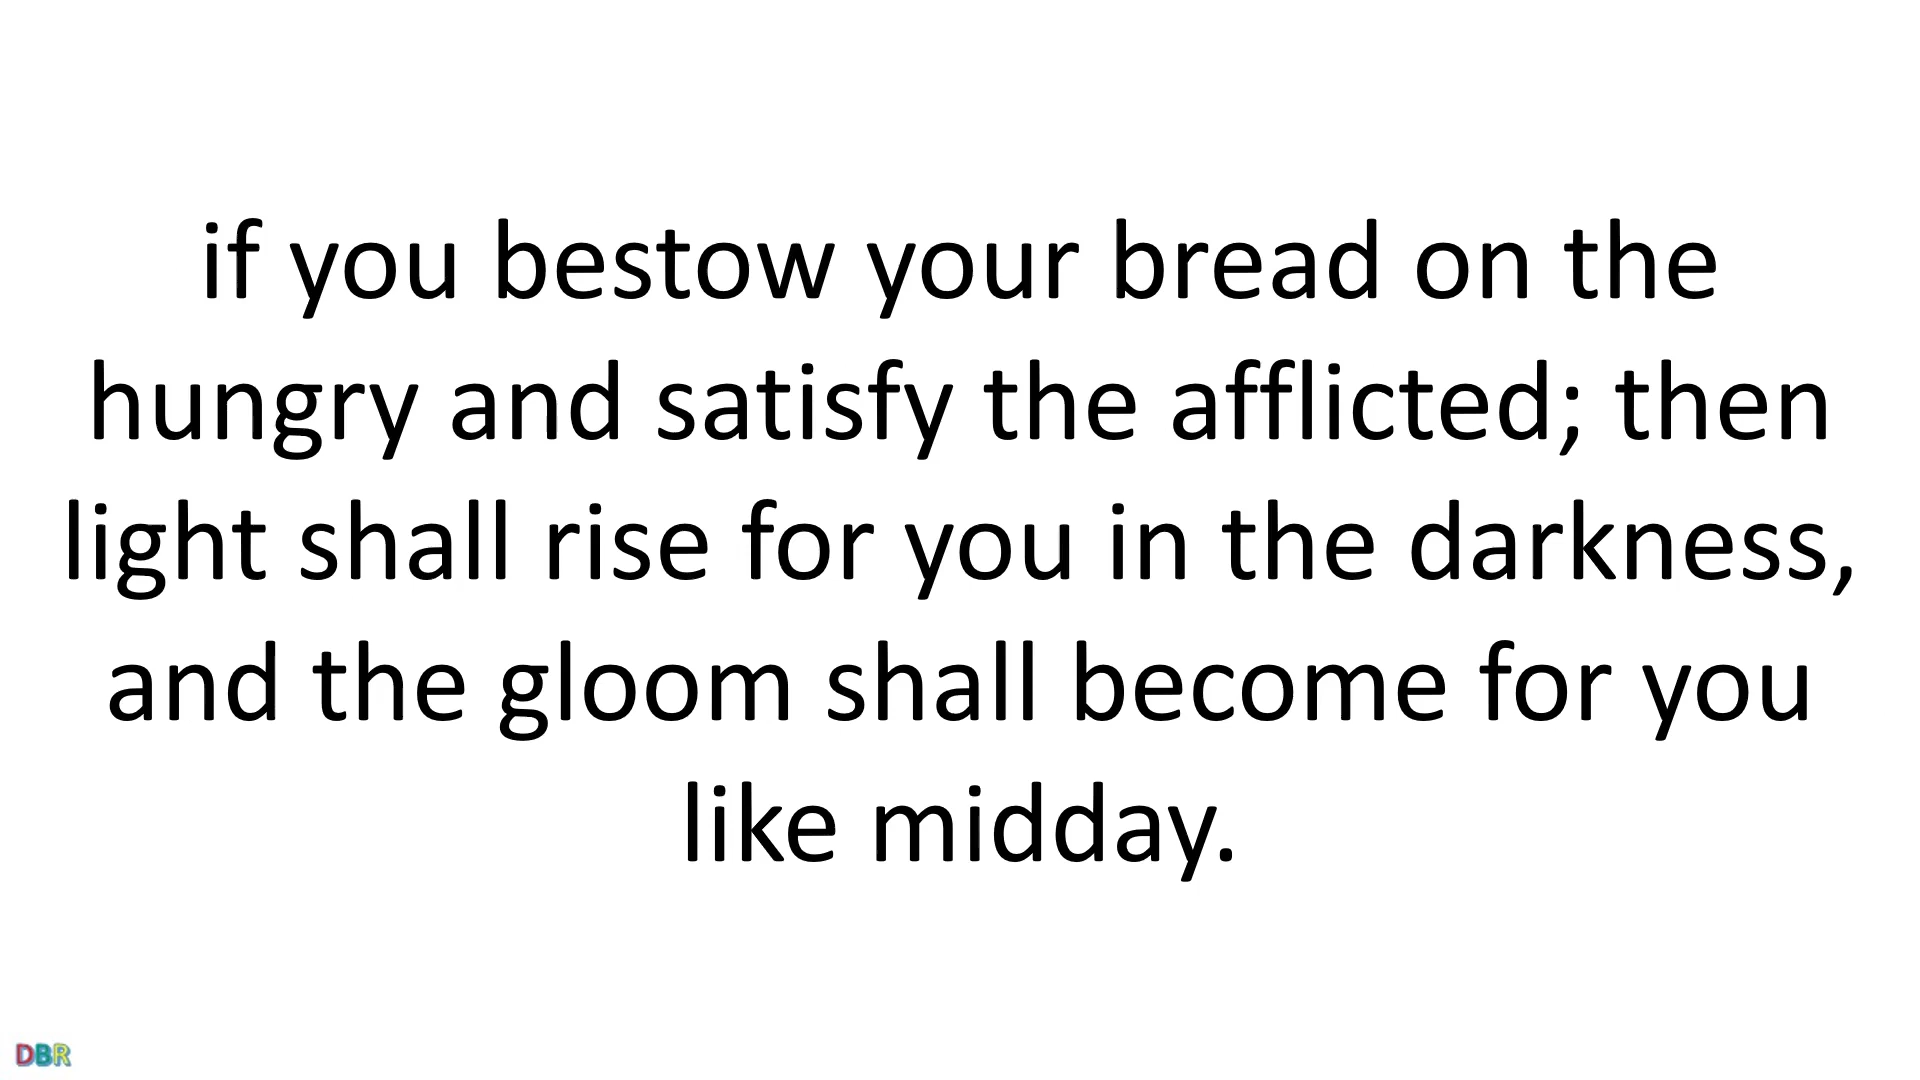 if you bestow your bread on the
hungry and satisfy the afflicted; then
light shall rise for you in the darkness,
and the gloom shall become for you
like midday.
DBR